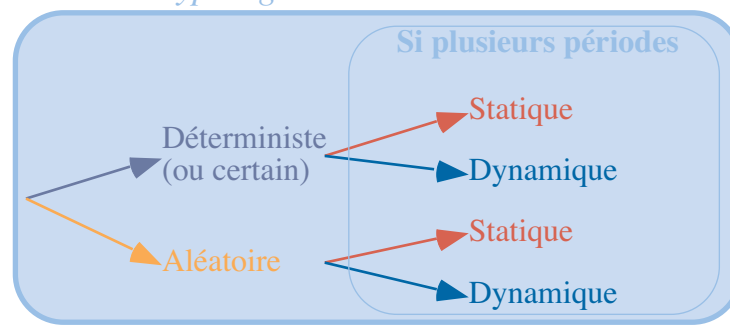 Si plusieurs périodes
Statique
Déterministe
(ou certain)
Dynamique
Statique
Aléatoire
Dynamique